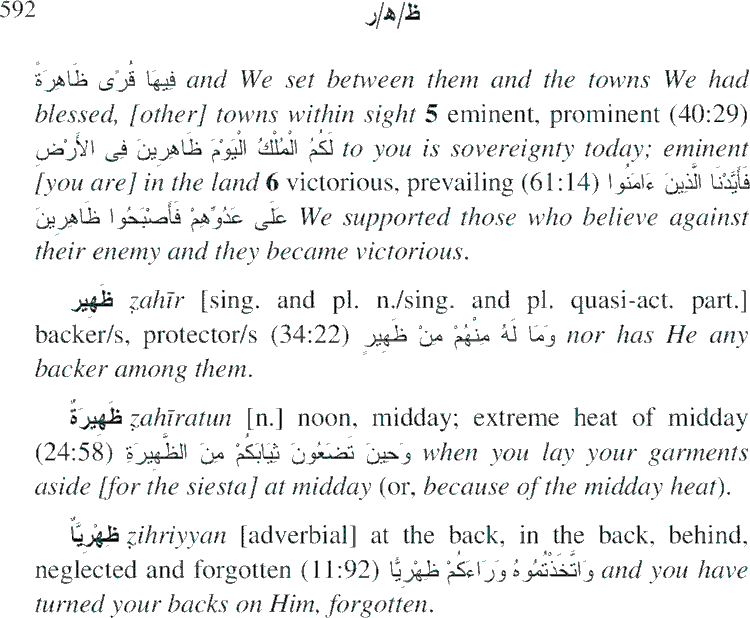 592
ظ/ﻫ/ر
فِيهَا قُرًى ظَاهِرَةً and We set between them and the towns We had
blessed, [other] towns within sight 5 eminent, prominent (40:29)
لَكُمُ الْمُلْكُ الْيَوْمَ ظَاهِرِينَ فِى الأَرْضِ to you is sovereignty today; eminent
[you are] in the land 6 victorious, prevailing (61:14) فَأَيَّدْنَا الَّذِينَ ءَامَنُوا
عَلَى عَدُوِّهِمْ فَأَصْبَحُوا ظَاهِرِينَ We supported those who believe against
their enemy and they became victorious.
ظَهِير ẓahīr [sing. and pl. n./sing. and pl. quasi-act. part.]
backer/s, protector/s (34:22) وَمَا لَهُ مِنْهُمْ مِنْ ظَهِيرٍ nor has He any
backer among them.
ظَهِيرَةٌ ẓahīratun [n.] noon, midday; extreme heat of midday
(24:58) وَحِينَ تَضَعُونَ ثِيَابَكُمْ مِنَ الظَّهِيرَةِ when you lay your garments
aside [for the siesta] at midday (or, because of the midday heat).
ظِهْرِيًّا ẓihriyyan [adverbial] at the back, in the back, behind,
neglected and forgotten (11:92) وَاتَّخَذْتُمُوهُ وَرَاءَكُمْ ظِهْرِيًّا and you have
turned your backs on Him, forgotten.